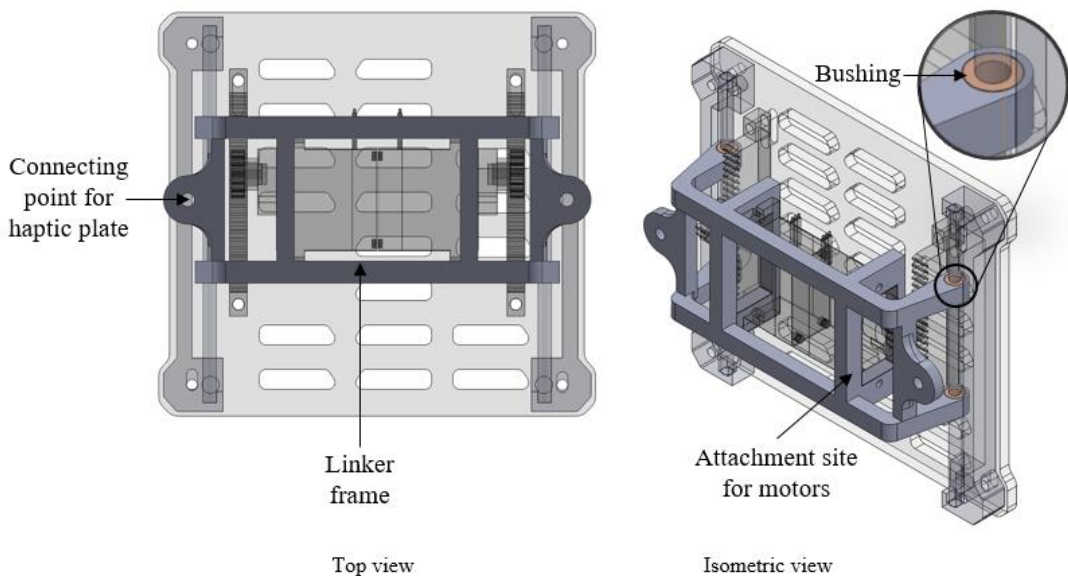 Connecting
point for
haptic plate
Linker
frame
Top view
Bushing
Attachment site
for motors
Isometric view